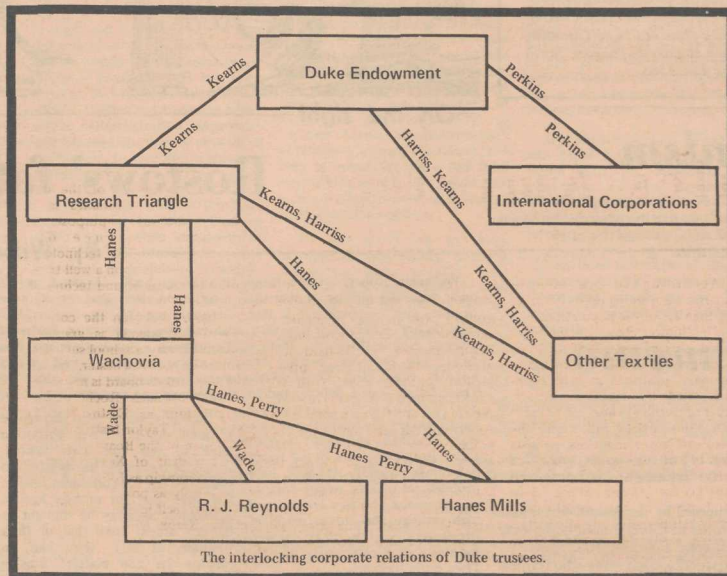 Duke Endowment
Kearns
Kearns
Perkins
Perkins
Harriss, Kearns
Kearns, Harriss
Research Triangle
International Corporations
Kearns, Harriss
Kearns, Harriss
Hanes
Hanes
Hanes
Hanes
Wachovia
Other Textiles
Hanes, Perry
Hanes Perry
Wade
Wade
R. J. Reynolds
Hanes Mills
The interlocking corporate relations of Duke trustees.